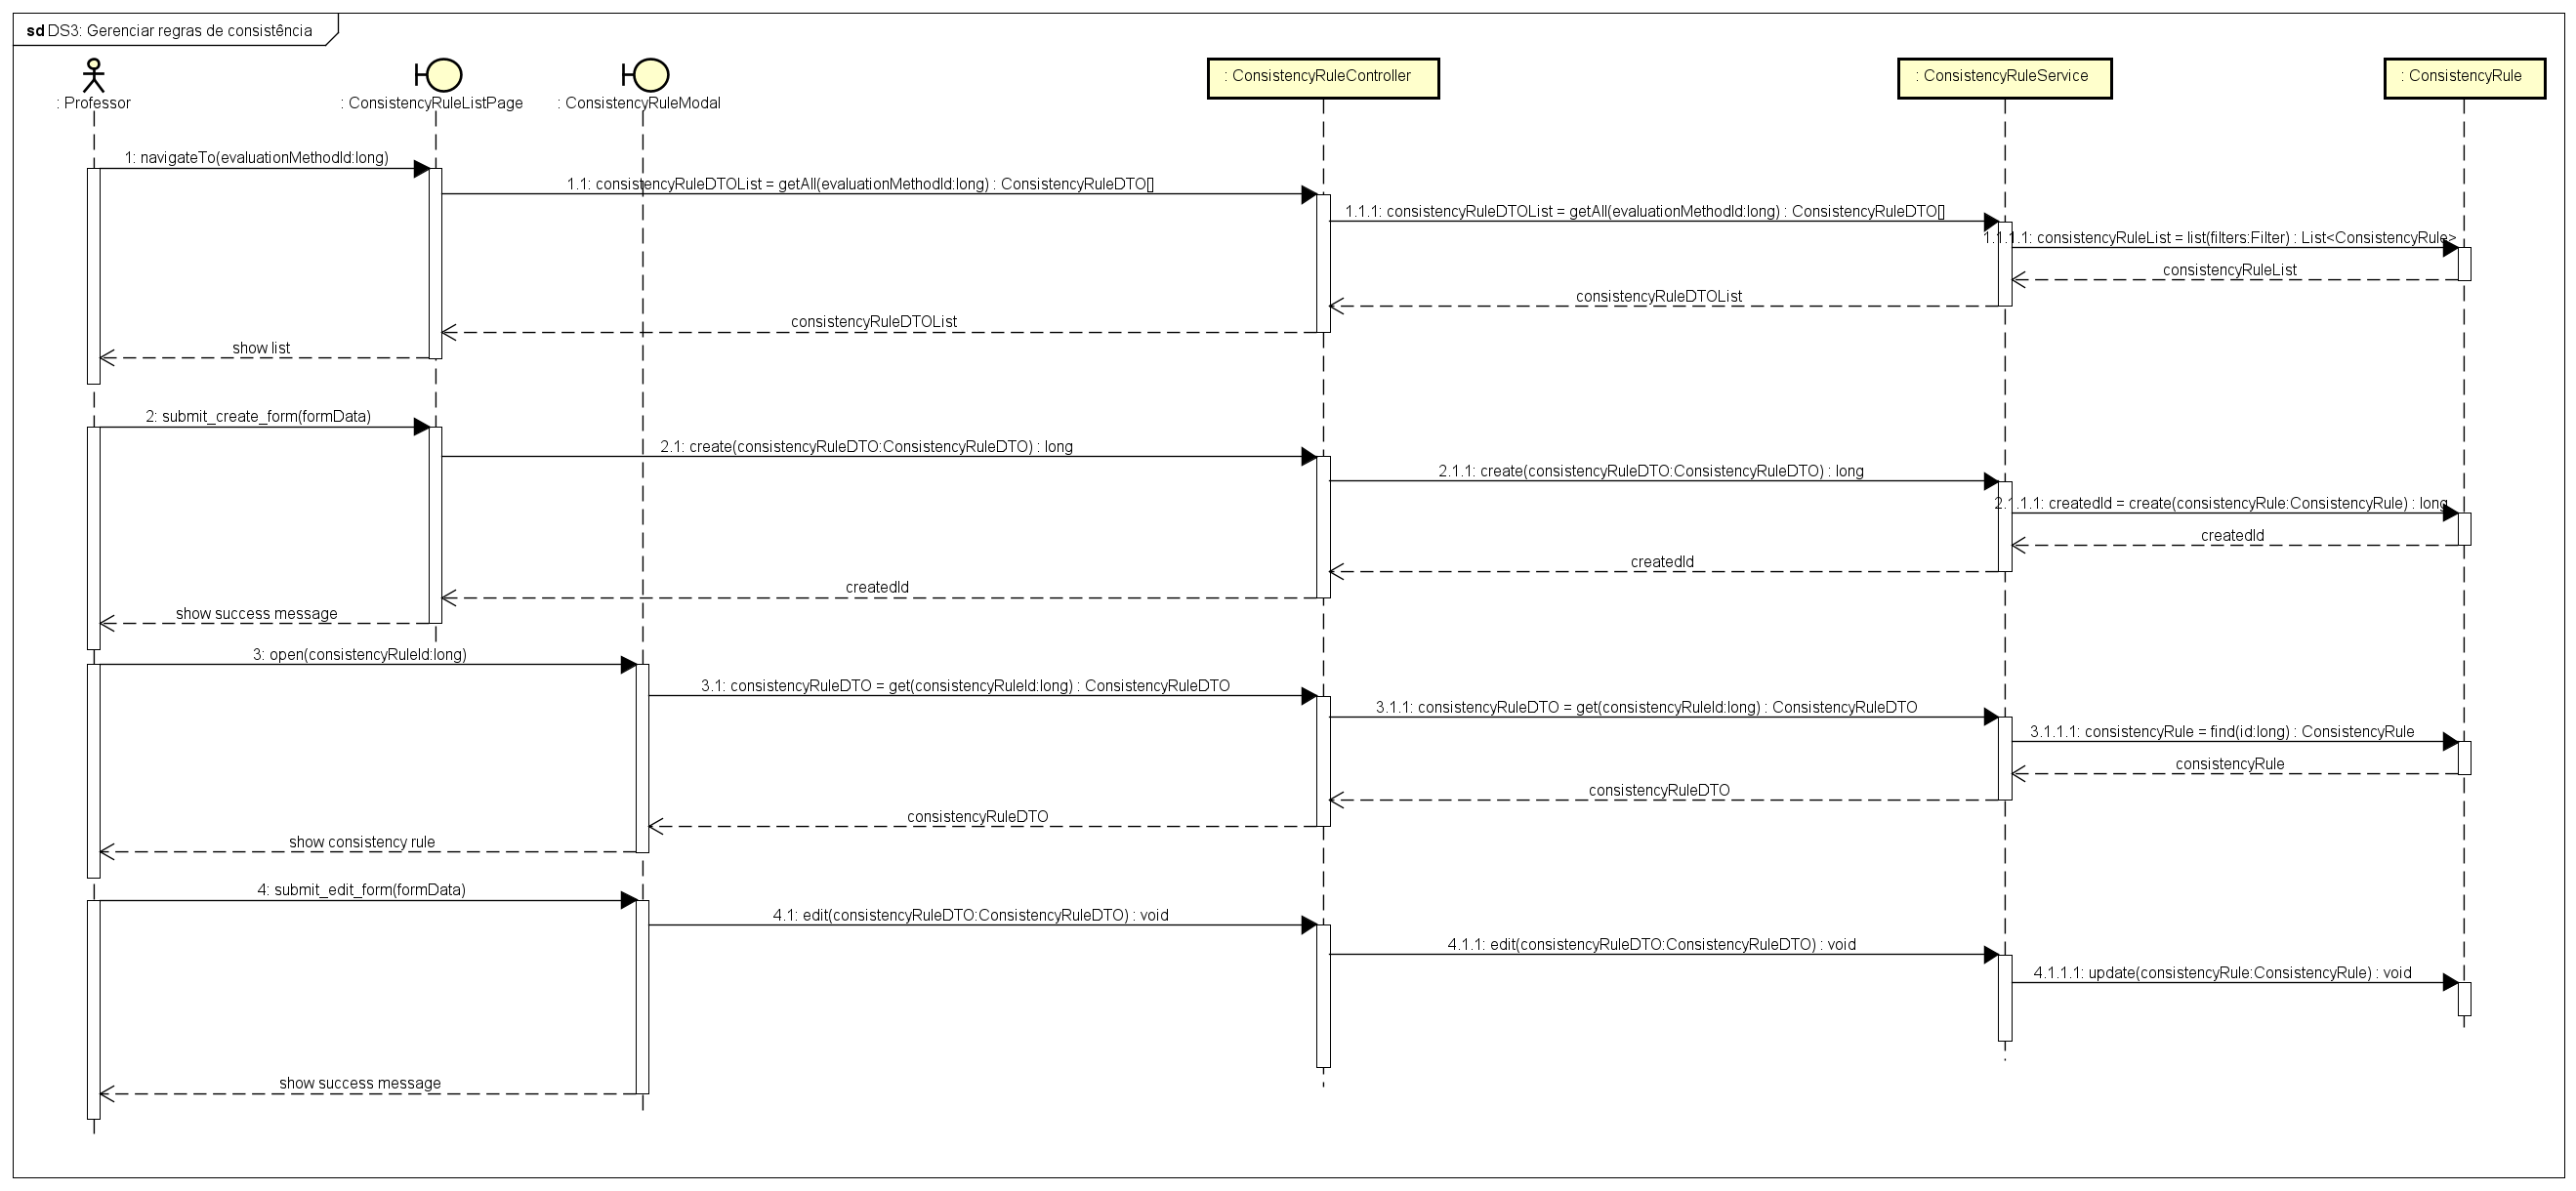 sd DS3: Gerenciar regras de consistência
: Professor
: ConsistencyRuleListPage
: ConsistencyRuleModal
: ConsistencyRuleController
: ConsistencyRuleService
: ConsistencyRule
1: navigateTo(evaluationMethodId:long)
1.1: consistencyRuleDTOList = getAll(evaluationMethodId:long) : ConsistencyRuleDTO[]
1.1.1: consistencyRuleDTOList = getAll(evaluationMethodId:long) : ConsistencyRuleDTO[]
1.1.1.1: consistencyRuleList = list(filters:Filter) : List<ConsistencyRule>
consistencyRuleList
consistencyRuleDTOList
consistencyRuleDTOList
show list
2: submit_create_form(formData)
2.1: create(consistencyRuleDTO:ConsistencyRuleDTO) : long
2.1.1: create(consistencyRuleDTO:ConsistencyRuleDTO) : long
2.1.1.1: createdId = create(consistencyRule:ConsistencyRule) : long
createdId
createdId
createdId
show success message
3: open(consistencyRuleId:long)
3.1: consistencyRuleDTO = get(consistencyRuleId:long) : ConsistencyRuleDTO
3.1.1: consistencyRuleDTO = get(consistencyRuleId:long) : ConsistencyRuleDTO
3.1.1.1: consistencyRule = find(id:long) : ConsistencyRule
consistencyRule
consistencyRuleDTO
consistencyRuleDTO
show consistency rule
4: submit_edit_form(formData)
4.1: edit(consistencyRuleDTO:ConsistencyRuleDTO) : void
4.1.1: edit(consistencyRuleDTO:ConsistencyRuleDTO) : void
4.1.1.1: update(consistencyRule:ConsistencyRule) : void
show success message